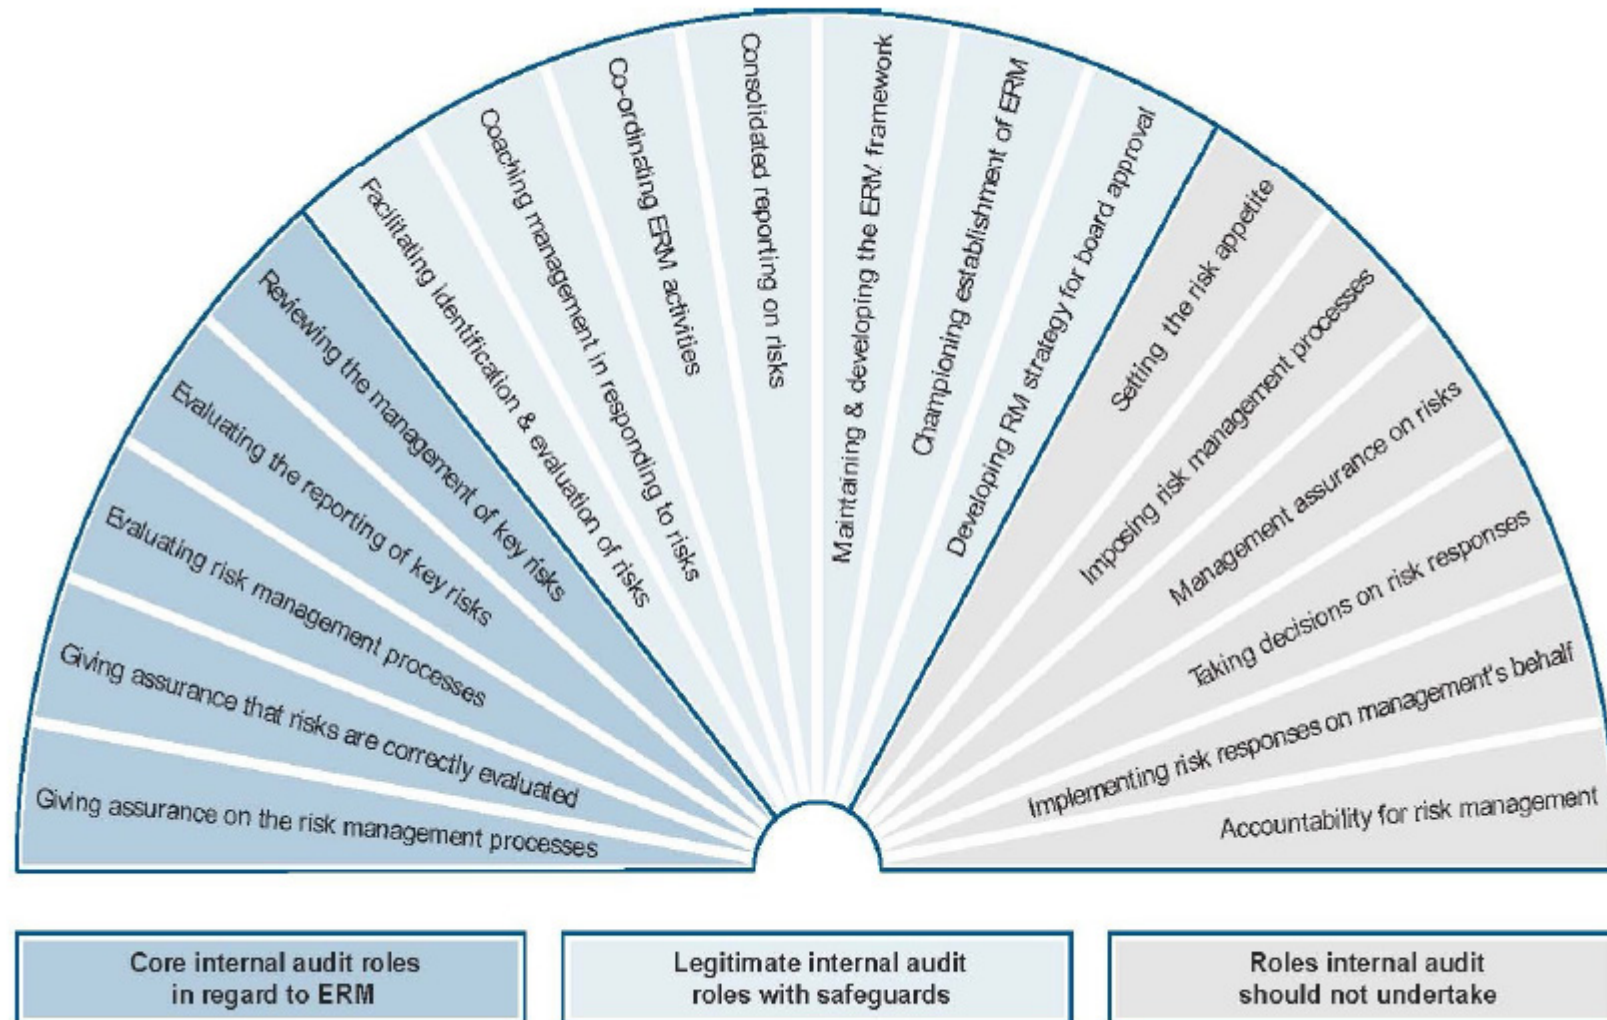 Giving assurance on the risk management processes
Giving assurance that risks are correctly evaluated
Evaluating risk management processes
Evaluating the reporting of key risks
Reviewing the management of key risks
Facilitating identification & evaluation of risks
Coaching management in responding to risks
Co-ordinating ERM activities
Consolidated reporting on risks
Maintaining & developing the ERM framework
Championing establishment of ERM
Developing RM strategy for board approval
Setting the risk appetite
Imposing risk management processes
Management assurance on risks
Taking decisions on risk responses
Implementing risk responses on management's behalf
Accountability for risk management
Core internal audit roles
in regard to ERM
Legitimate internal audit
roles with safeguards
Roles internal audit
should not undertake